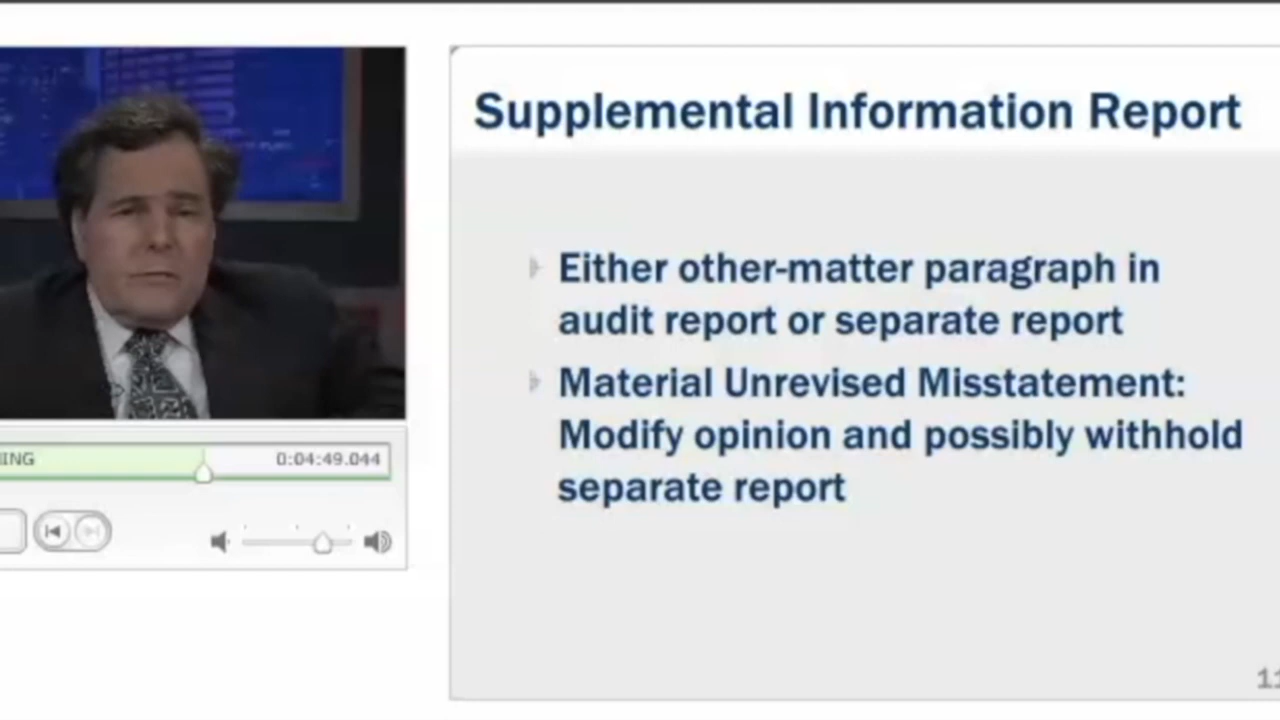 Supplemental Information Report
Either other-matter paragraph in
audit report or separate report
Material Unrevised Misstatement:
Modify opinion and possibly withhold
separate report
0:04:49.044